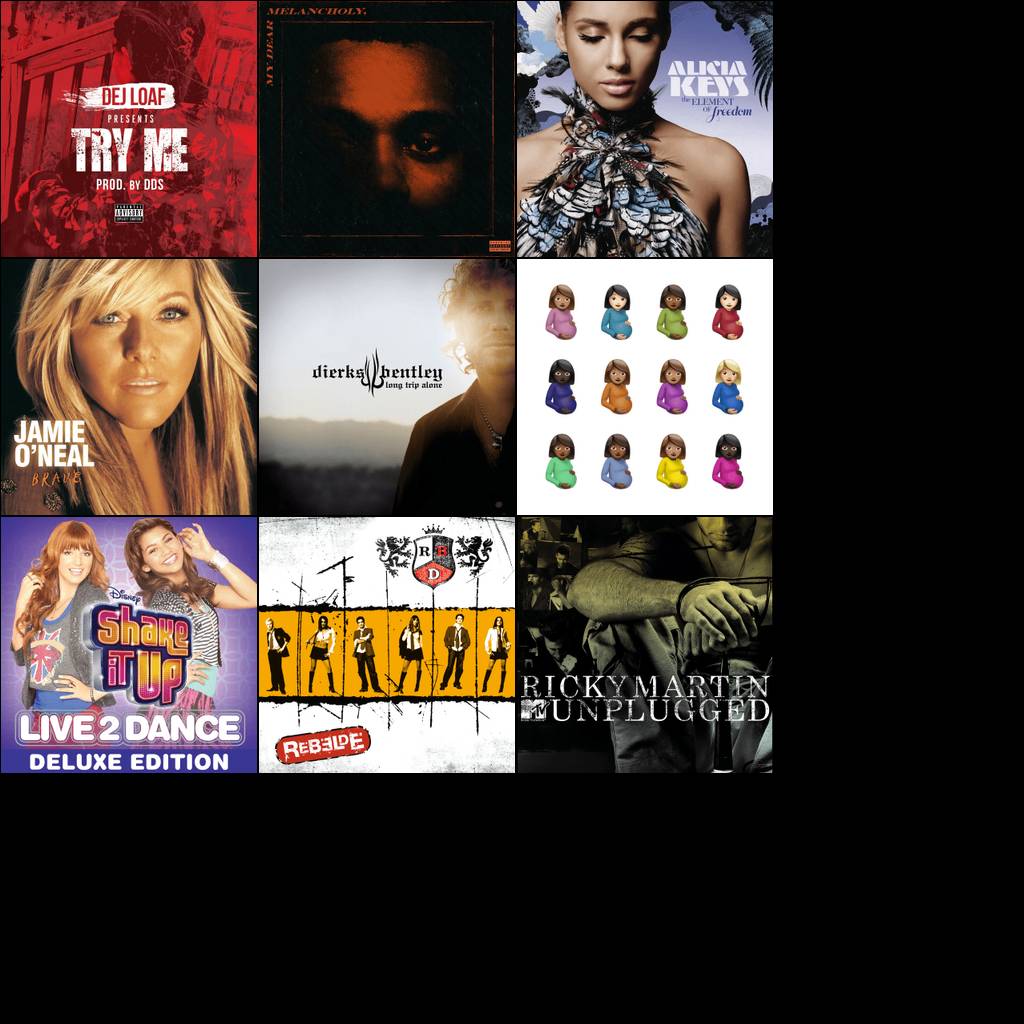 DEJ LOAF
PRESENTS
TRY ME
PROD. BY DDS
PARENTAL
ADVISORY
EXPLICIT CONTENT
MY DEAR
MELANCHOLY,
ALICIA
KEYS
the ELEMENT
OF freedom
JAMIE
O'NEAL
BRAVE
dierks bentley
long trip alone
Disney
Shake
it Up
LIVE 2 DANCE
DELUXE EDITION
R B
D
REBELDE
RICKY MARTIN
MTV UNPLUGGED